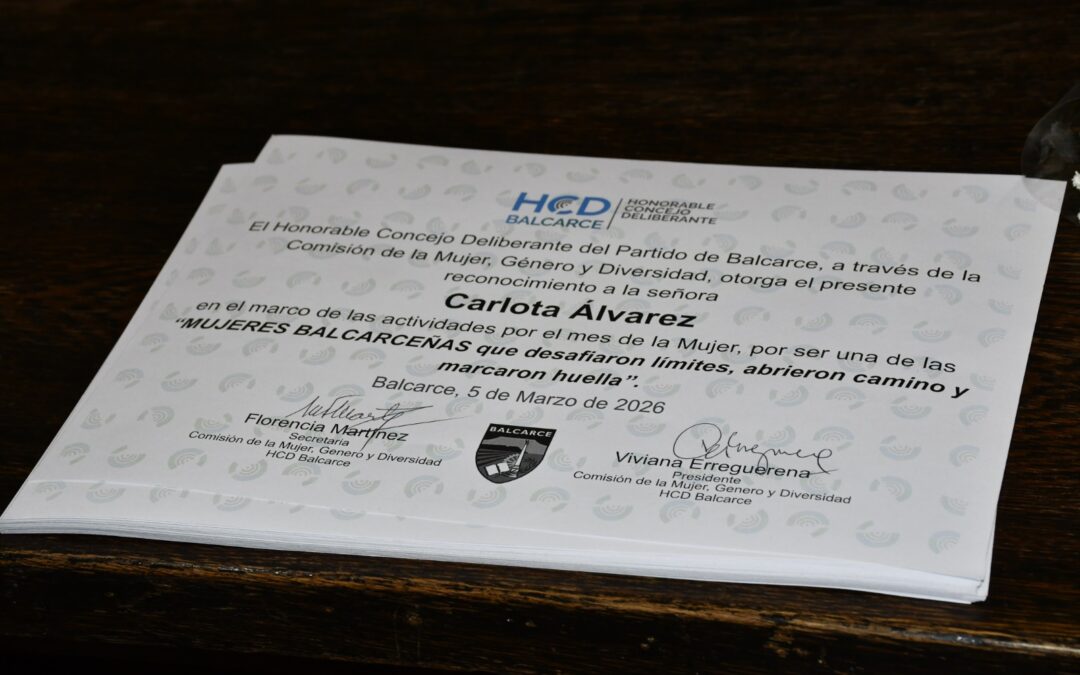 HCD
BALCARCE
HONORABLE
CONCEJO
DELIBERANTE
El Honorable Concejo Deliberante del Partido de Balcarce, a través de la
Comisión de la Mujer, Género y Diversidad, otorga el presente
reconocimiento a la señora
Carlota Álvarez
en el marco de las actividades por el mes de la Mujer, por ser una de las
“MUJERES BALCARCEÑAS que desafiaron límites, abrieron camino y
marcaron huella”.
Balcarce, 5 de Marzo de 2026
Florencia Martínez
Secretaria
Comisión de la Mujer, Genero y Diversidad
HCD Balcarce
BALCARCE
Viviana Erreguerena
Presidente
Comisión de la Mujer, Genero y Diversidad
HCD Balcarce